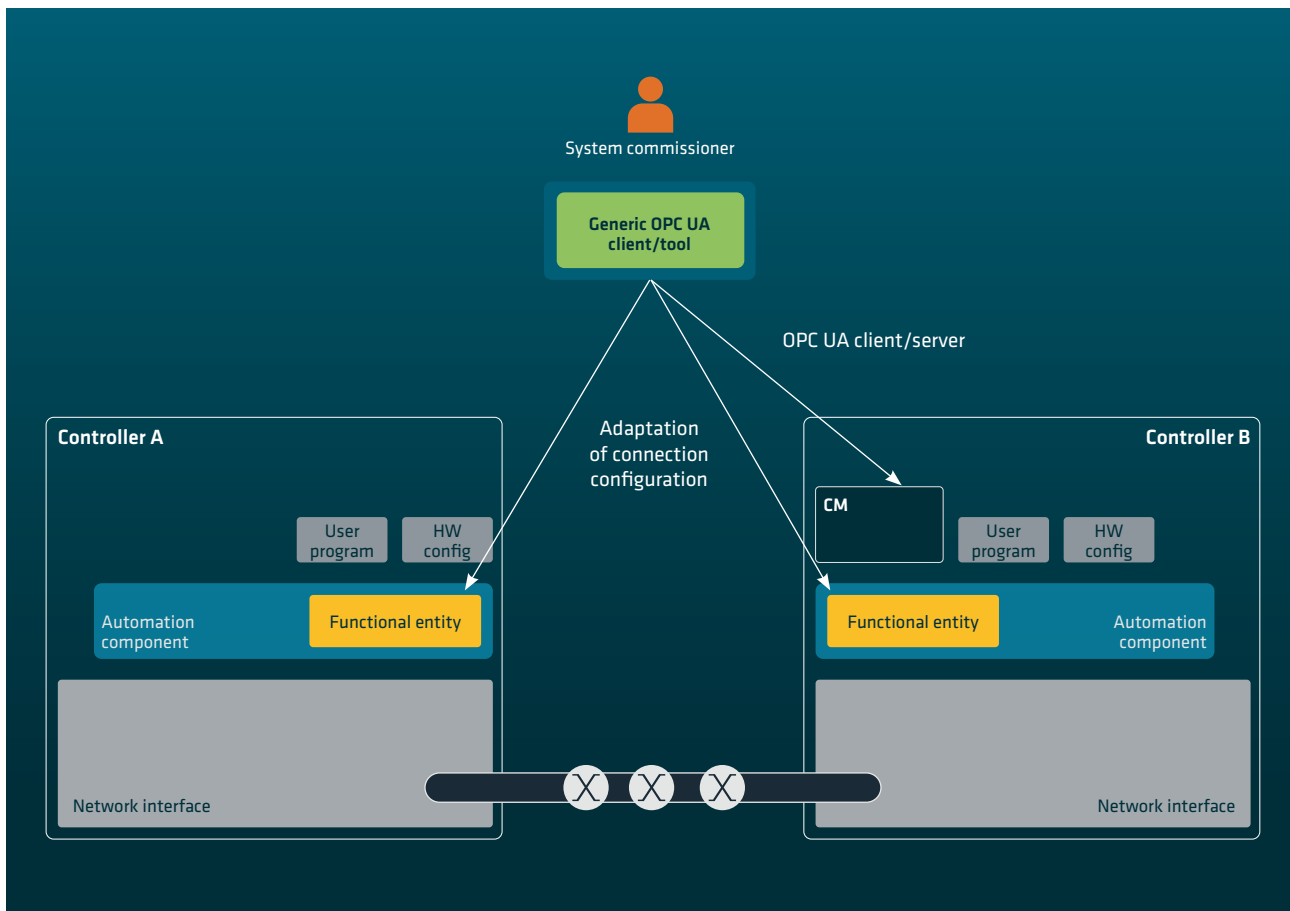 System commissioner
Generic OPC UA
client/tool
OPC UA client/server
Adaptation
of connection
configuration
Controller A
User
program
HW
config
Automation
component
Functional entity
Network interface
Controller B
CM
User
program
HW
config
Functional entity
Automation
component
Network interface